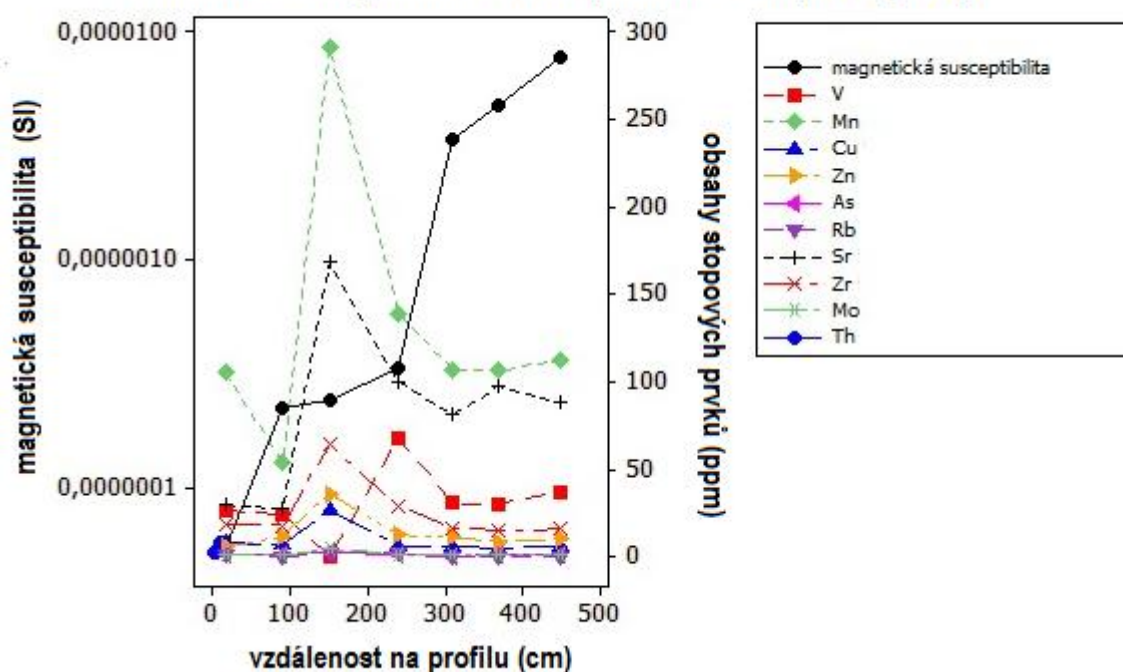 0,0000100
0,0000010
0,0000001
magnetická susceptibilita (SI)
300
250
200
150
100
50
0
obsahy stopových prvků (ppm)
0 100 200 300 400 500
vzdálenost na profilu (cm)
magnetická susceptibilita
V
Mn
Cu
Zn
As
Rb
Sr
Zr
Mo
Th